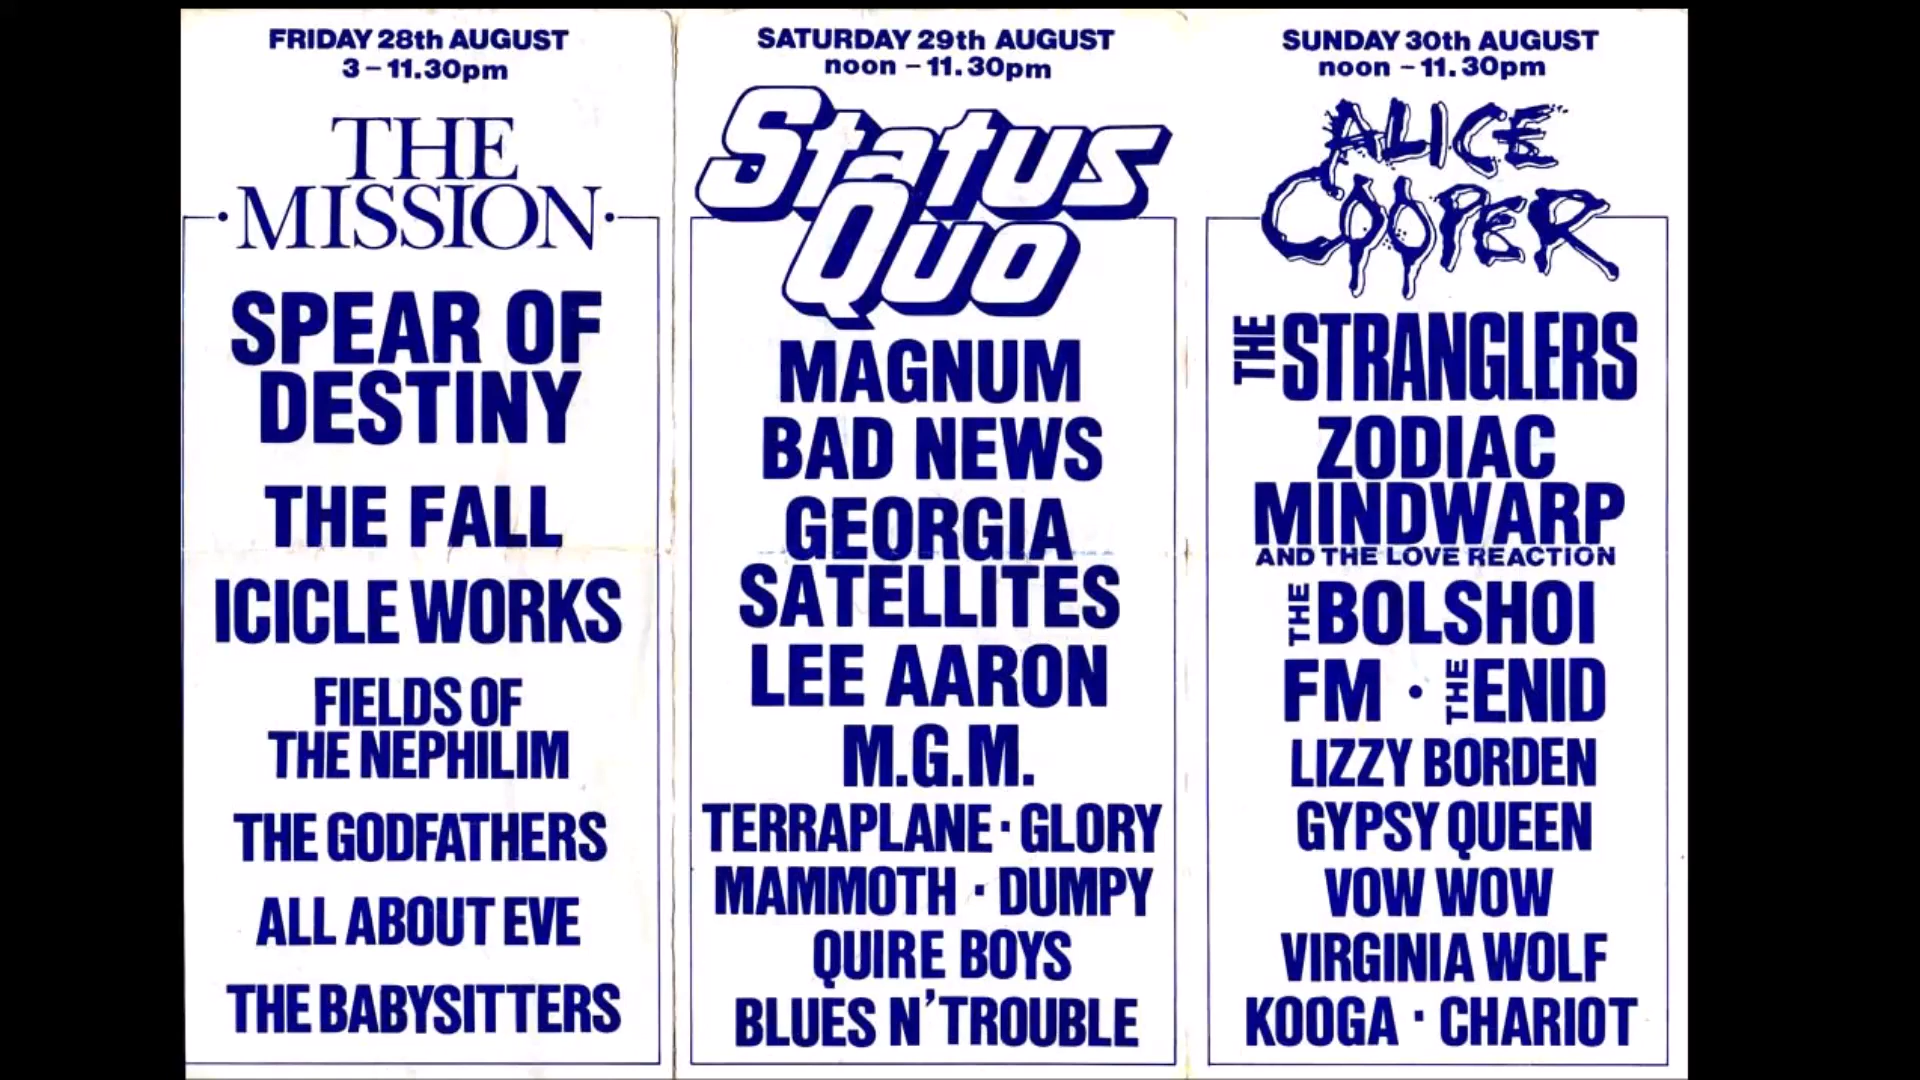 FRIDAY 28th AUGUST
3 – 11.30pm
THE
·MISSION·
SPEAR OF
DESTINY
THE FALL
ICICLE WORKS
FIELDS OF
THE NEPHILIM
THE GODFATHERS
ALL ABOUT EVE
THE BABYSITTERS
SATURDAY 29th AUGUST
noon – 11.30pm
Status
Quo
MAGNUM
BAD NEWS
GEORGIA
SATELLITES
LEE AARON
M.G.M.
TERRAPLANE · GLORY
MAMMOTH · DUMPY
QUIRE BOYS
BLUES N' TROUBLE
SUNDAY 30th AUGUST
noon – 11.30pm
ALICE
COOPER
THE STRANGLERS
ZODIAC
MINDWARP
AND THE LOVE REACTION
THE BOLSHOI
FM · THE ENID
LIZZY BORDEN
GYPSY QUEEN
VOW WOW
VIRGINIA WOLF
KOOGA · CHARIOT